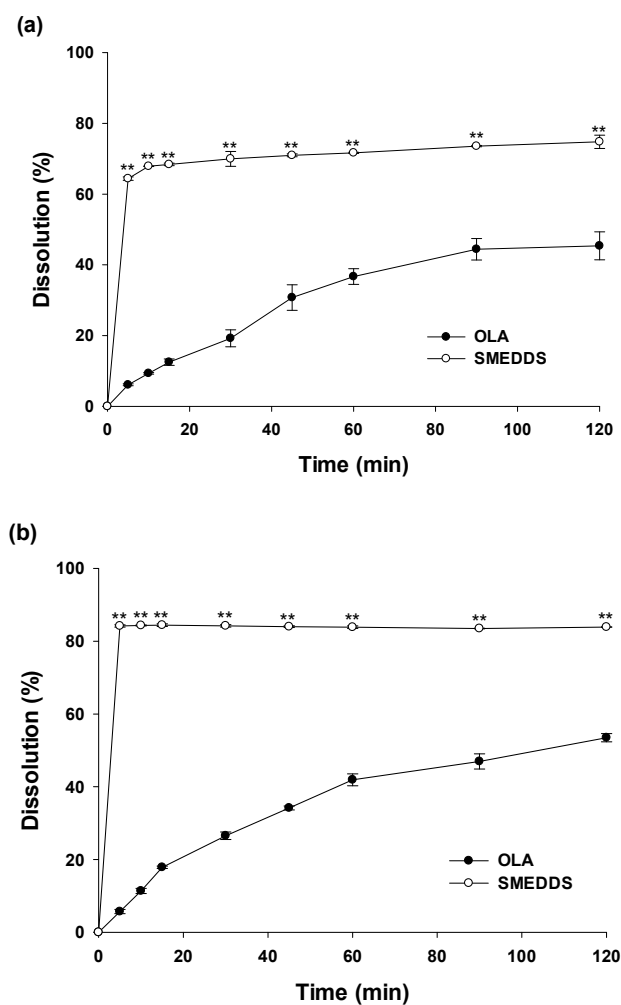 (a)
100
80
60
40
20
0
Dissolution (%)
** ** ** ** ** ** ** **
OLA
SMEDDS
0 20 40 60 80 100 120
Time (min)
(b)
100
80
60
40
20
0
Dissolution (%)
** ** ** ** ** ** ** **
OLA
SMEDDS
0 20 40 60 80 100 120
Time (min)